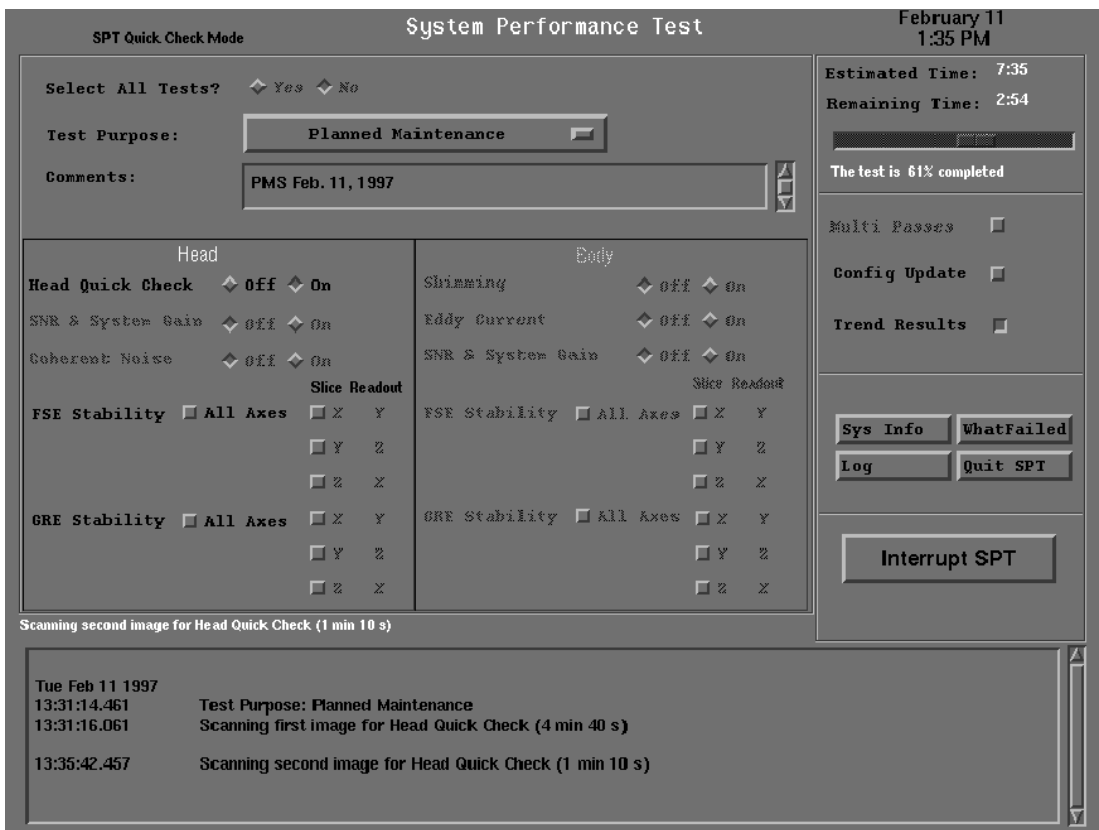 SPT Quick Check Mode
System Performance Test
February 11
1:35 PM
Select All Tests? Yes No
Test Purpose: Planned Maintenance
Comments: PMS Feb. 11, 1997
Estimated Time: 7:35
Remaining Time: 2:54
The test is 61% completed
Multi Passes
Config Update
Trend Results
Sys Info WhatFailed
Log Quit SPT
Interrupt SPT
Head
Head Quick Check Off On
SNR & System Gain Off On
Coherent Noise Off On
Slice Readout
FSE Stability All Axes X Y
Y Z
Z X
GRE Stability All Axes X Y
Y Z
Z X
Body
Shimming Off On
Eddy Current Off On
SNR & System Gain Off On
Slice Readout
FSE Stability All Axes X Y
Y Z
Z X
GRE Stability All Axes X Y
Y Z
Z X
Scanning second image for Head Quick Check (1 min 10 s)
Tue Feb 11 1997
13:31:14.461 Test Purpose: Planned Maintenance
13:31:16.061 Scanning first image for Head Quick Check (4 min 40 s)
13:35:42.457 Scanning second image for Head Quick Check (1 min 10 s)